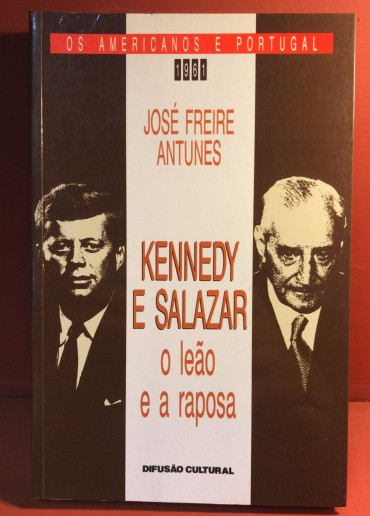 OS AMERICANOS E PORTUGAL
1961
JOSÉ FREIRE
ANTUNES
KENNEDY
E SALAZAR
o leão
e a raposa
DIFUSÃO CULTURAL